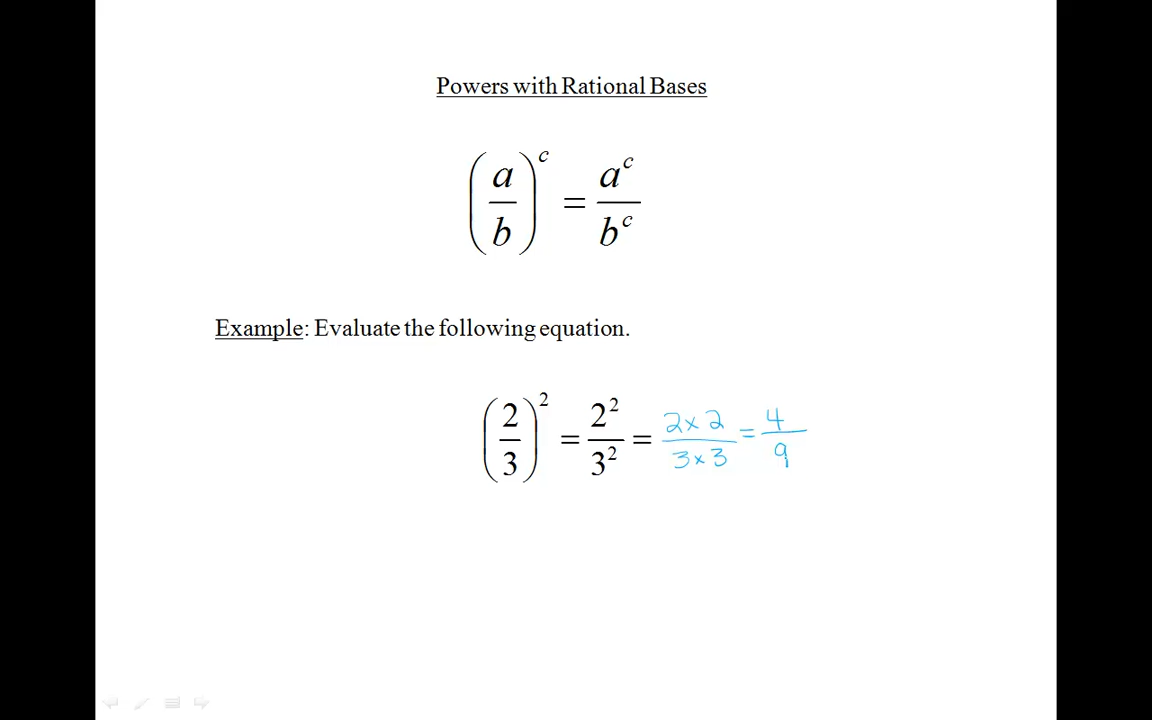 Powers with Rational Bases
(a/b)^c = a^c/b^c
Example: Evaluate the following equation.
(2/3)^2 = 2^2/3^2 = 2×2/3×3 = 4/9